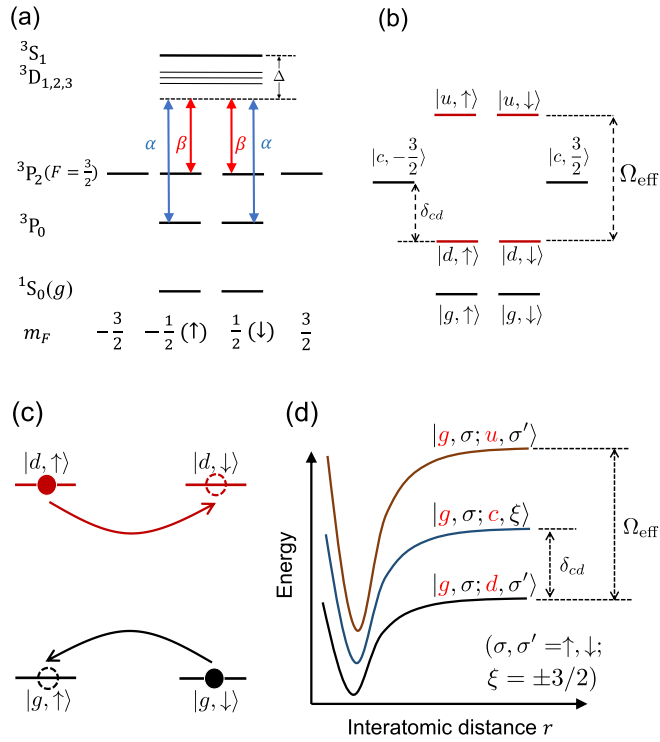 (a)
³S₁
³D₁,₂,₃
Δ
α β β α
³P₂(F = 3/2)
³P₀
¹S₀(g)
m_F −3/2 −1/2 (↑) 1/2 (↓) 3/2
(b)
|u, ↑⟩ |u, ↓⟩
|c, −3/2⟩ |c, 3/2⟩
Ω_eff
δ_cd
|d, ↑⟩ |d, ↓⟩
|g, ↑⟩ |g, ↓⟩
(c)
|d, ↑⟩ |d, ↓⟩
|g, ↑⟩ |g, ↓⟩
(d)
|g, σ; u, σ′⟩
|g, σ; c, ξ⟩
Ω_eff
δ_cd
|g, σ; d, σ′⟩
(σ, σ′ =↑, ↓;
ξ = ±3/2)
Energy
Interatomic distance r